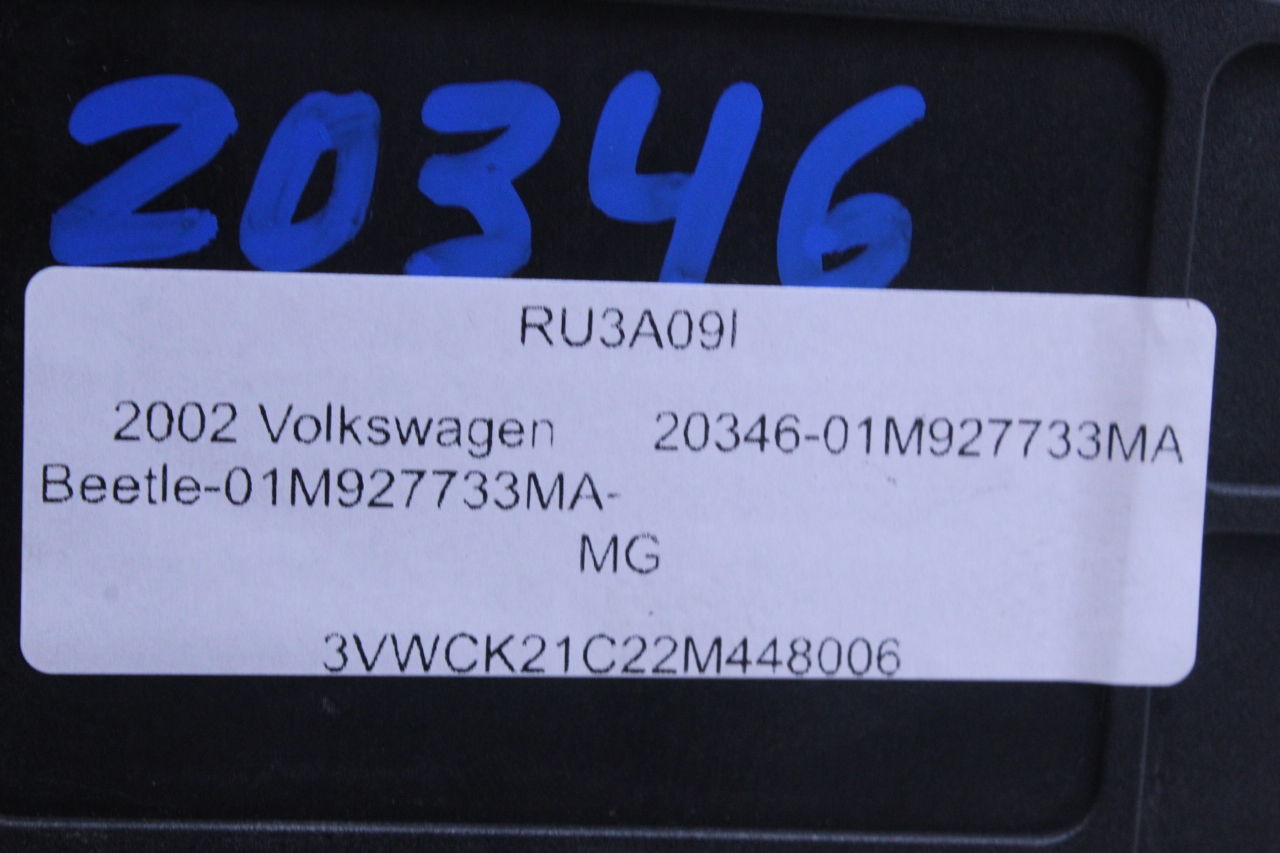 20346
RU3A09I
2002 Volkswagen 20346-01M927733MA
Beetle-01M927733MA-
MG
3VWCK21C22M448006